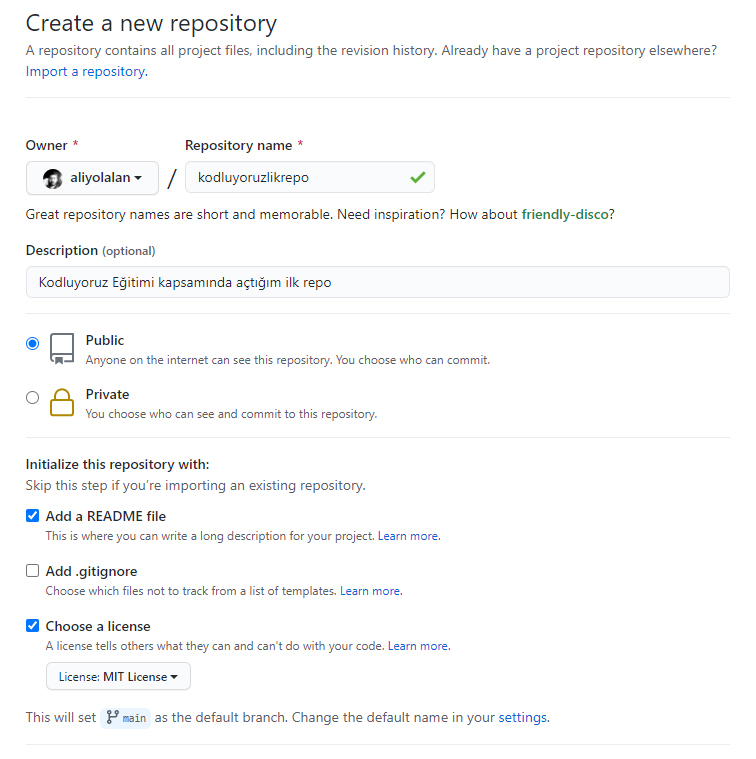 Create a new repository
A repository contains all project files, including the revision history. Already have a project repository elsewhere?
Import a repository.
Owner *
Repository name *
aliyolalan
/
kodluyoruzlikrepo
Great repository names are short and memorable. Need inspiration? How about friendly-disco?
Description (optional)
Kodluyoruz Eğitimi kapsamında açtığım ilk repo
Public
Anyone on the internet can see this repository. You choose who can commit.
Private
You choose who can see and commit to this repository.
Initialize this repository with:
Skip this step if you're importing an existing repository.
Add a README file
This is where you can write a long description for your project. Learn more.
Add .gitignore
Choose which files not to track from a list of templates. Learn more.
Choose a license
A license tells others what they can and can't do with your code. Learn more.
License: MIT License
This will set main as the default branch. Change the default name in your settings.